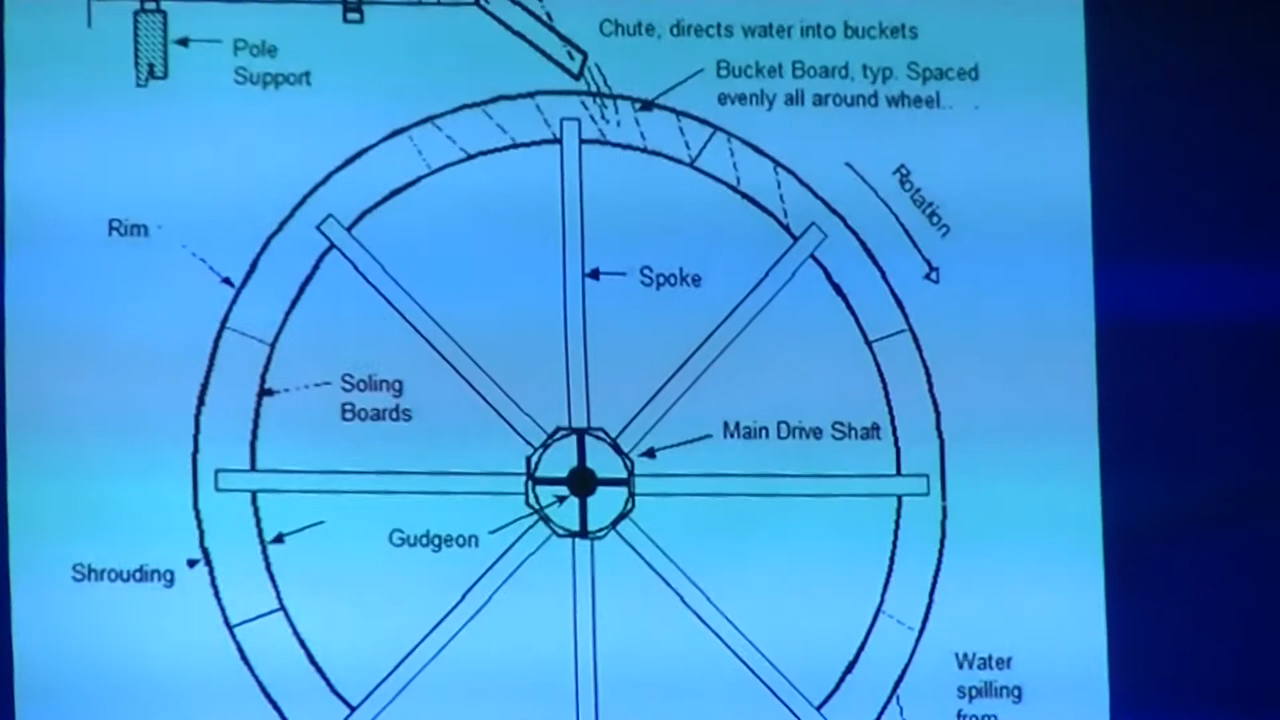 Chute, directs water into buckets
Pole
Support
Bucket Board, typ. Spaced
evenly all around wheel..
Rotation
Rim
Spoke
Soling
Boards
Main Drive Shaft
Gudgeon
Shrouding
Water
spilling
from